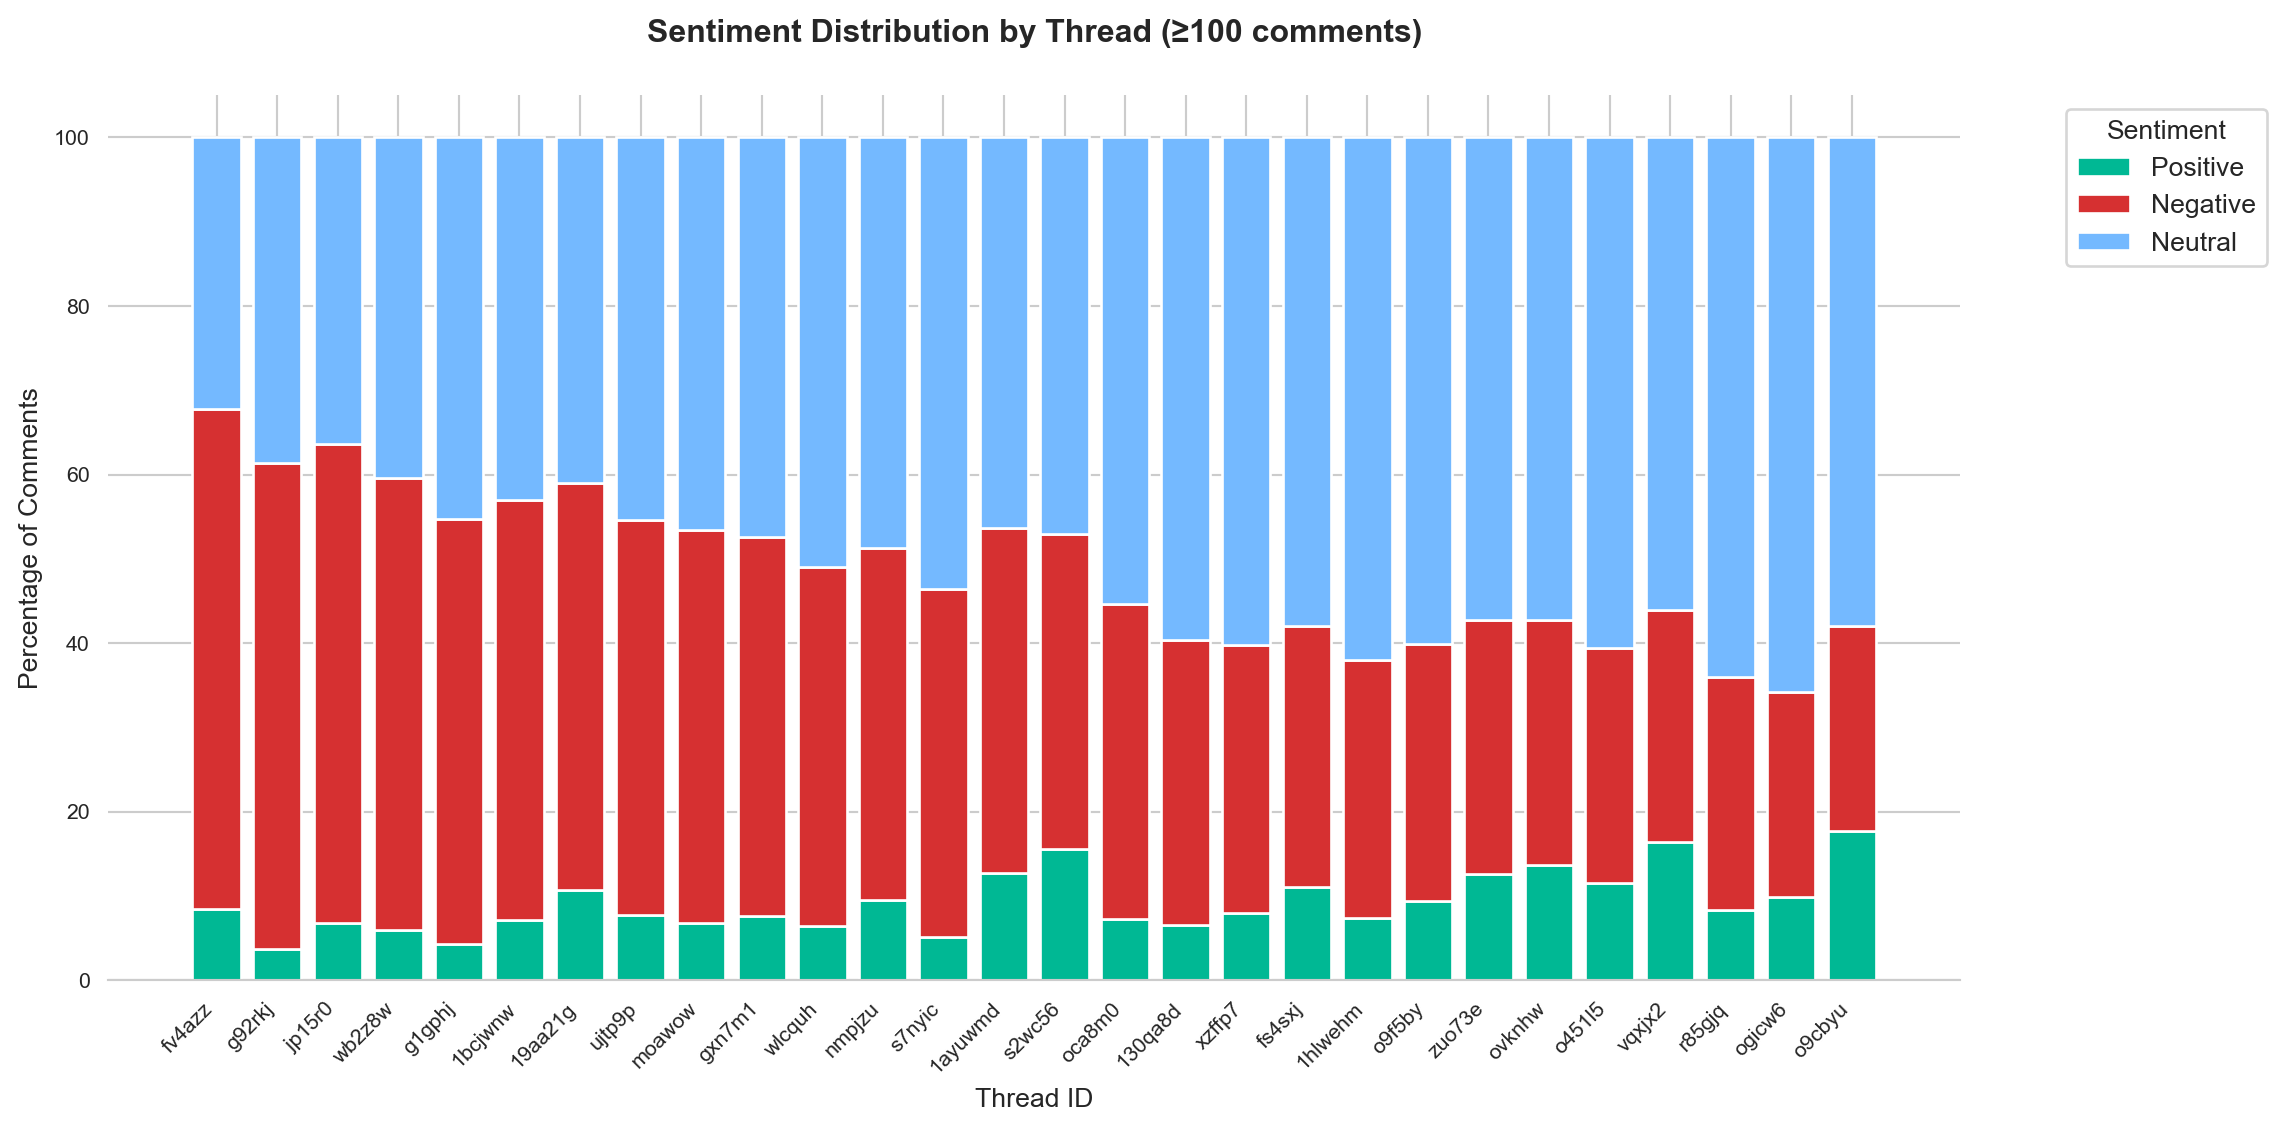 Sentiment Distribution by Thread (≥100 comments)
Sentiment
Positive
Negative
Neutral
Percentage of Comments
100
80
60
40
20
0
fv4azz
g92rkj
jp15r0
wb2z8w
g1gphj
1bcjwnw
19aa21g
ujtp9p
moawow
gxn7m1
wlcquh
nmpjzu
s7nyic
1ayuwmd
s2wc56
oca8m0
130qa8d
xzffp7
fs4sxj
1hlwehm
o9f5by
zuo73e
ovknhw
o451l5
vqxjx2
r85gjq
ogicw6
o9cbyu
Thread ID